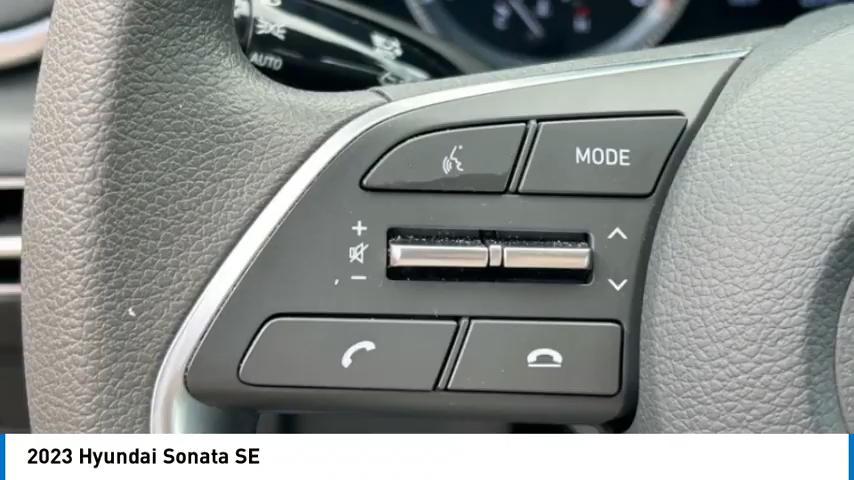 AUTO
MODE
+
−
2023 Hyundai Sonata SE